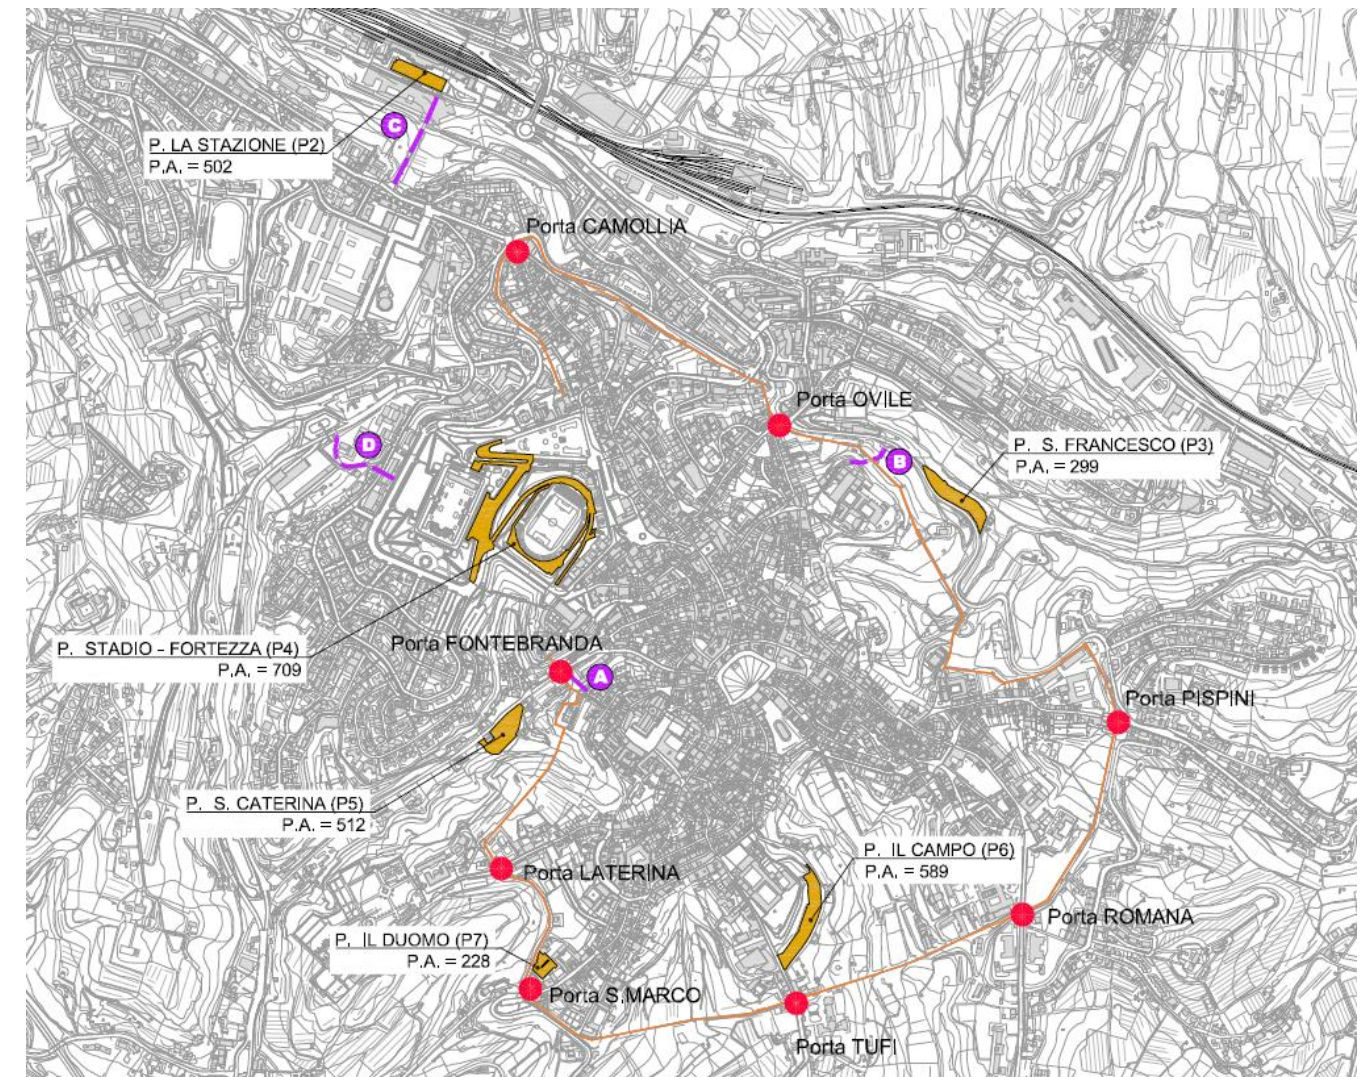 C
P. LA STAZIONE (P2)
P.A. = 502
Porta CAMOLLIA
Porta OVILE
D
B
P. S. FRANCESCO (P3)
P.A. = 299
P. STADIO - FORTEZZA (P4)
P.A. = 709
Porta FONTEBRANDA
A
Porta PISPINI
P. S. CATERINA (P5)
P.A. = 512
P. IL CAMPO (P6)
P.A. = 589
Porta LATERINA
Porta ROMANA
P. IL DUOMO (P7)
P.A. = 228
Porta S.MARCO
Porta TUFI